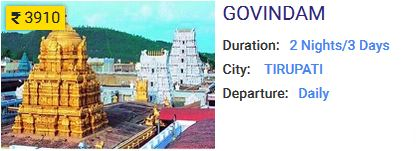 ₹ 3910
GOVINDAM
Duration: 2 Nights/3 Days
City: TIRUPATI
Departure: Daily